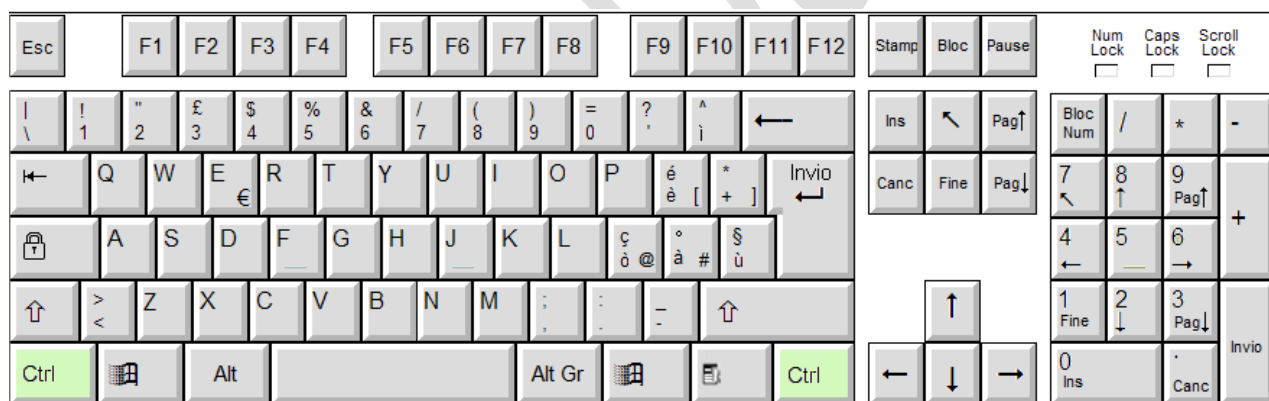 Esc F1 F2 F3 F4 F5 F6 F7 F8 F9 F10 F11 F12 Stamp Bloc Pause Num Lock Caps Lock Scroll Lock
| \ ! 1 " 2 £ 3 $ 4 % 5 & 6 / 7 ( 8 ) 9 = 0 ? ' ^ ì ← Ins ↖ Pag↑ Bloc Num / * -
⇤ Q W E € R T Y U I O P é è [ * + ] Invio ↵ Canc Fine Pag↓ 7 ↖ 8 ↑ 9 Pag↑ +
A S D F G H J K L ç ò @ ° à # § ù 4 ← 5 6 →
⇧ > < Z X C V B N M ; , : . _ - ⇧ ↑ 1 Fine 2 ↓ 3 Pag↓ Invio
Ctrl Alt Alt Gr Ctrl ← ↓ → 0 Ins . Canc